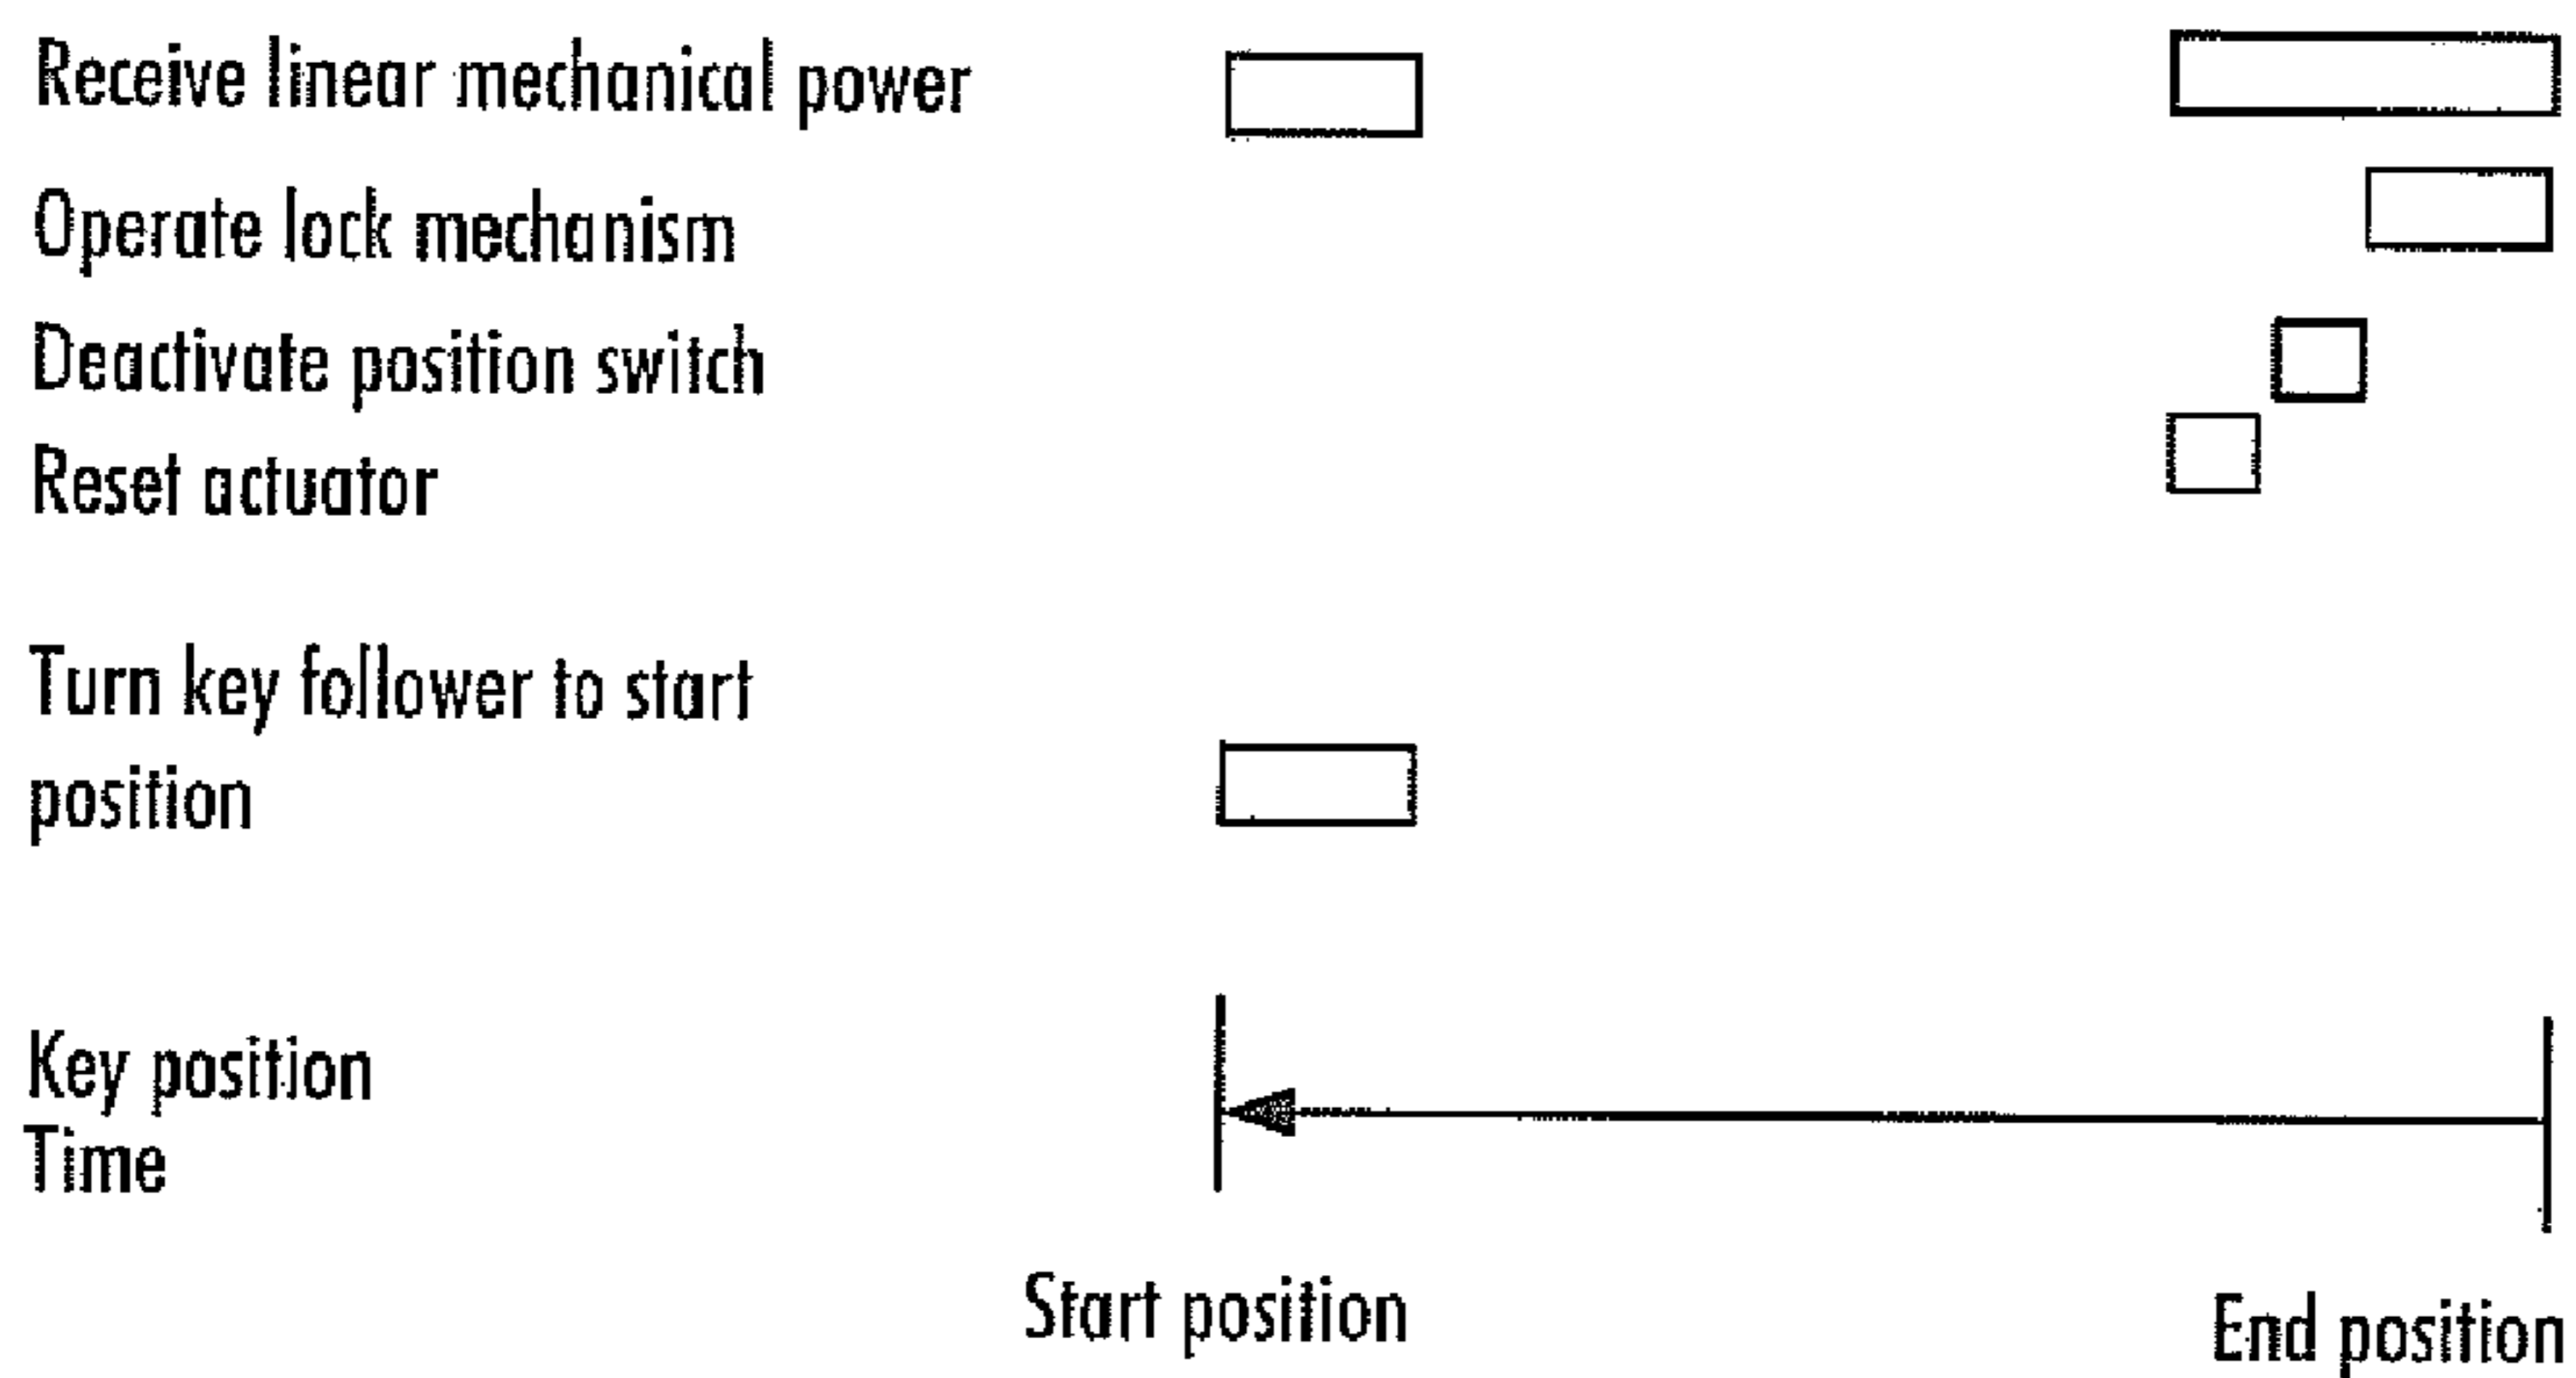 Receive linear mechanical power
Operate lock mechanism
Deactivate position switch
Reset actuator
Turn key follower to start
position
Key position
Time
Start position
End position